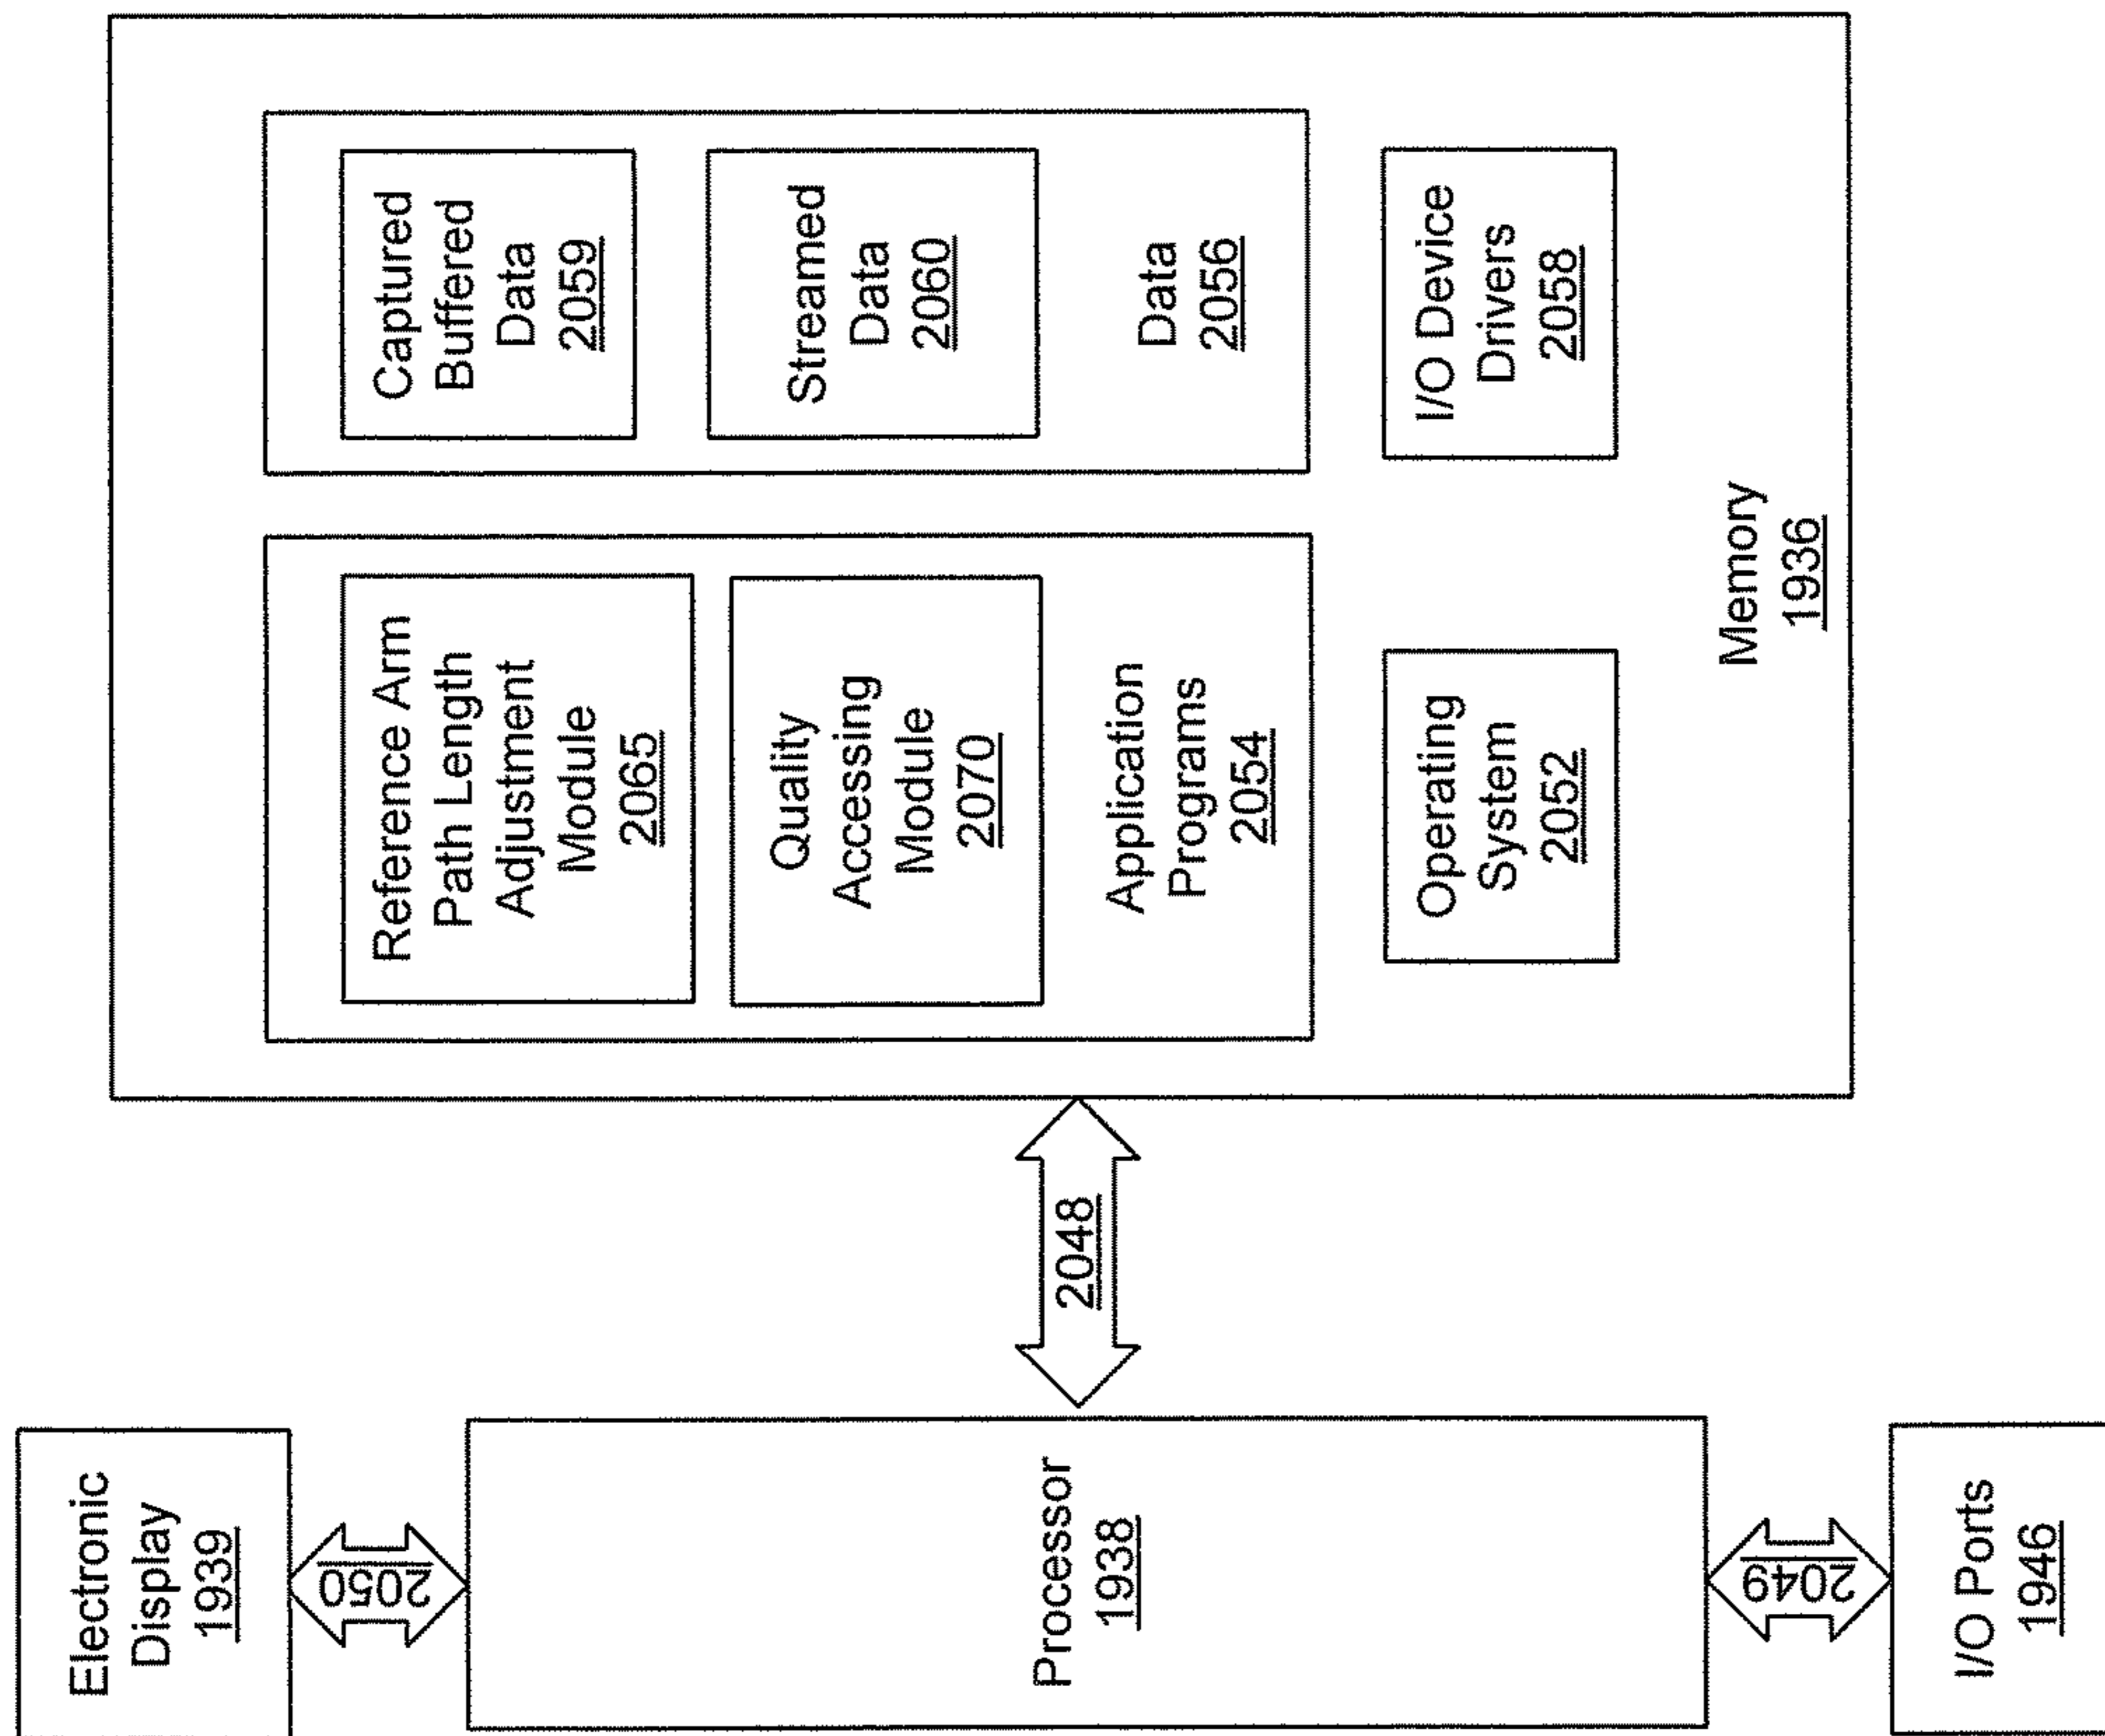 Electronic
Display
1939
2050
Processor
1938
2049
I/O Ports
1946
2048
Reference Arm
Path Length
Adjustment
Module
2065
Quality
Accessing
Module
2070
Application
Programs
2054
Operating
System
2052
Captured
Buffered
Data
2059
Streamed
Data
2060
Data
2056
I/O Device
Drivers
2058
Memory
1936